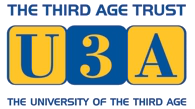 THE THIRD AGE TRUST
U3A
THE UNIVERSITY OF THE THIRD AGE